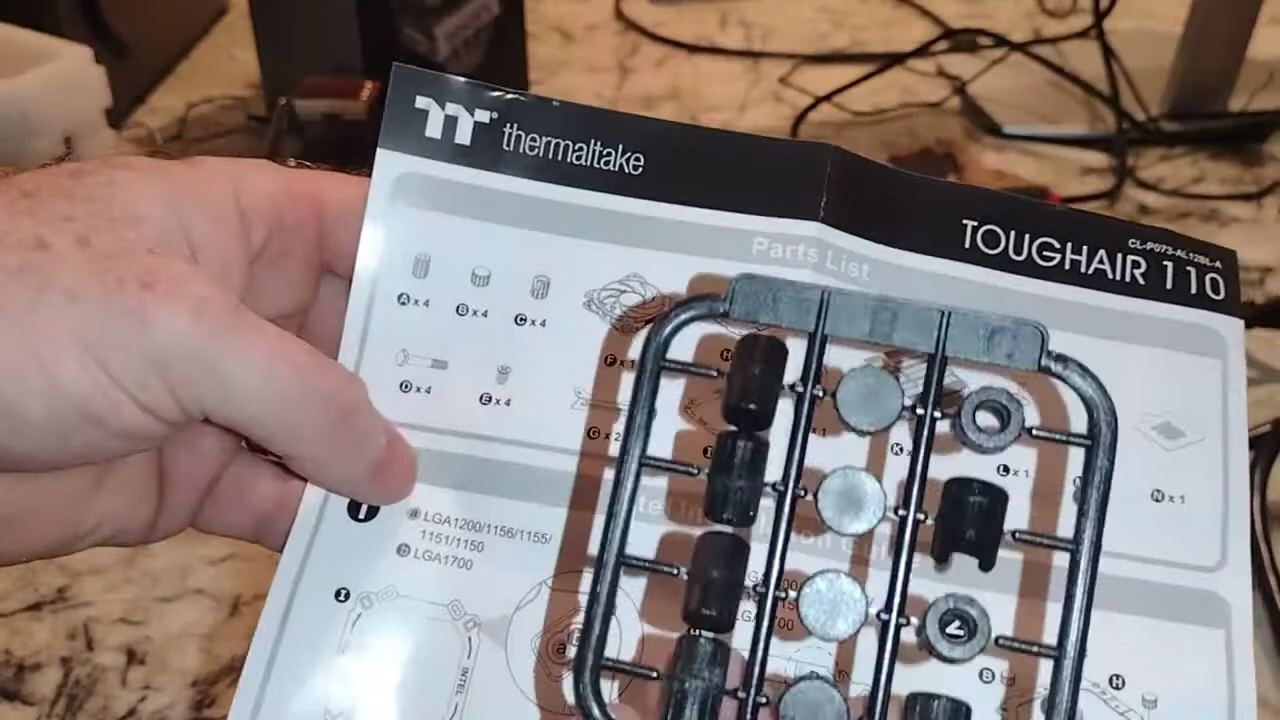 thermaltake
CL-P073-AL12BL-A
TOUGHAIR 110
Parts List
A x 4
B x 4
C x 4
D x 4
E x 4
F x 1
G x 2
H
I
x 1
K x
L x 1
N x 1
I
a LGA1200/1156/1155/
1151/1150
b LGA1700
I
a
INTEL
B
H